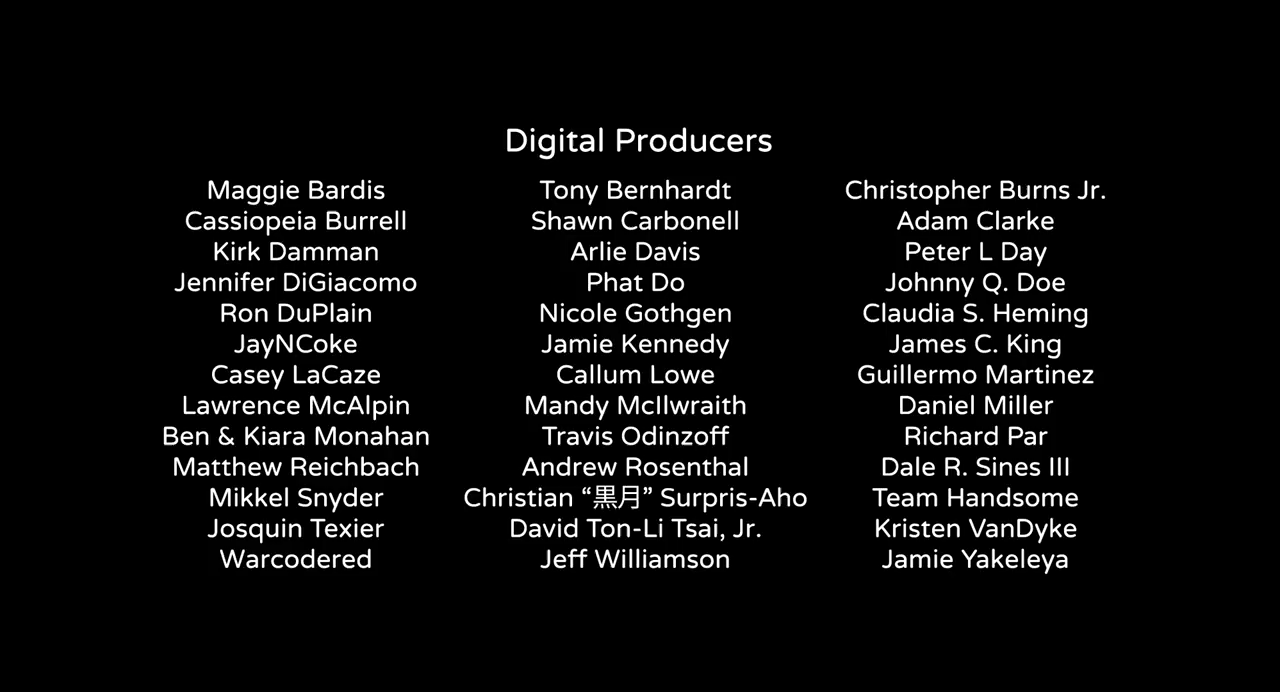 Digital Producers
Maggie Bardis Tony Bernhardt Christopher Burns Jr.
Cassiopeia Burrell Shawn Carbonell Adam Clarke
Kirk Damman Arlie Davis Peter L Day
Jennifer DiGiacomo Phat Do Johnny Q. Doe
Ron DuPlain Nicole Gothgen Claudia S. Heming
JayNCoke Jamie Kennedy James C. King
Casey LaCaze Callum Lowe Guillermo Martinez
Lawrence McAlpin Mandy McIlwraith Daniel Miller
Ben & Kiara Monahan Travis Odinzoff Richard Par
Matthew Reichbach Andrew Rosenthal Dale R. Sines III
Mikkel Snyder Christian “黒月” Surpris-Aho Team Handsome
Josquin Texier David Ton-Li Tsai, Jr. Kristen VanDyke
Warcodered Jeff Williamson Jamie Yakeleya